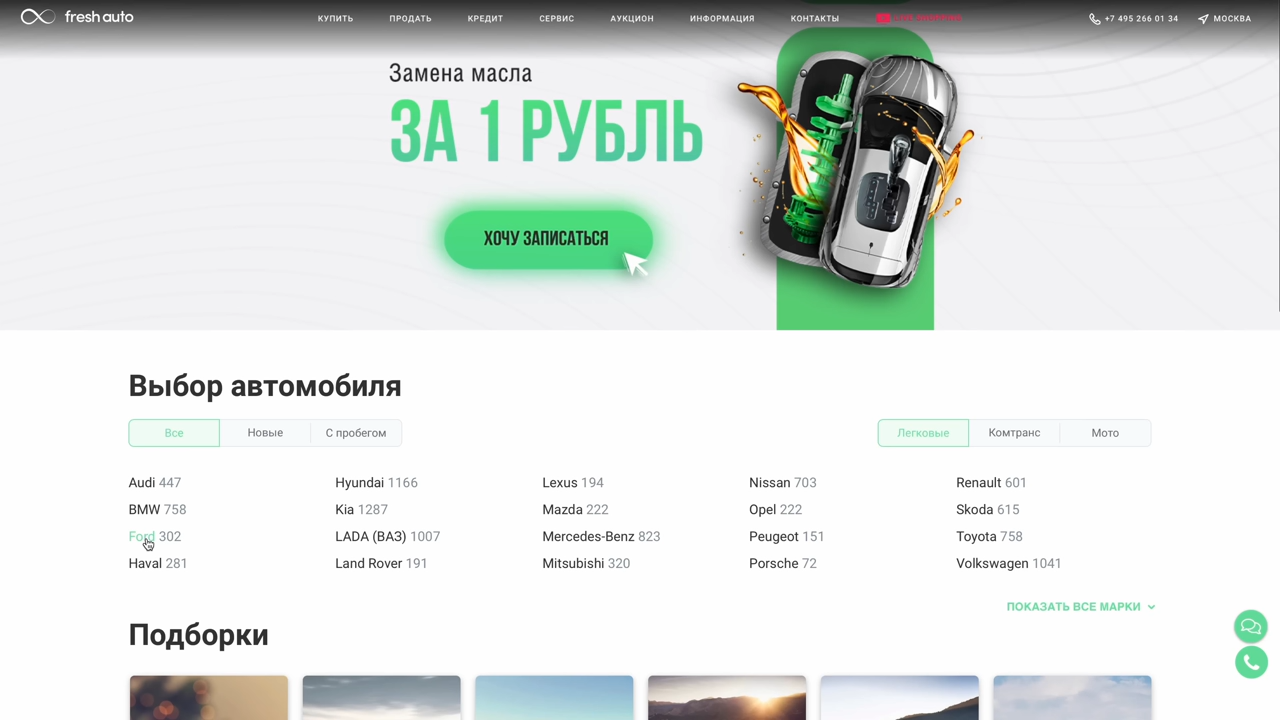 fresh auto
КУПИТЬ ПРОДАТЬ КРЕДИТ СЕРВИС АУКЦИОН ИНФОРМАЦИЯ КОНТАКТЫ
+7 495 266 01 34 МОСКВА
Замена масла
ЗА 1 РУБЛЬ
ХОЧУ ЗАПИСАТЬСЯ
Выбор автомобиля
Все Новые С пробегом Легковые Комтранс Мото
Audi 447 Hyundai 1166 Lexus 194 Nissan 703 Renault 601
BMW 758 Kia 1287 Mazda 222 Opel 222 Skoda 615
Ford 302 LADA (ВАЗ) 1007 Mercedes-Benz 823 Peugeot 151 Toyota 758
Haval 281 Land Rover 191 Mitsubishi 320 Porsche 72 Volkswagen 1041
ПОКАЗАТЬ ВСЕ МАРКИ
Подборки